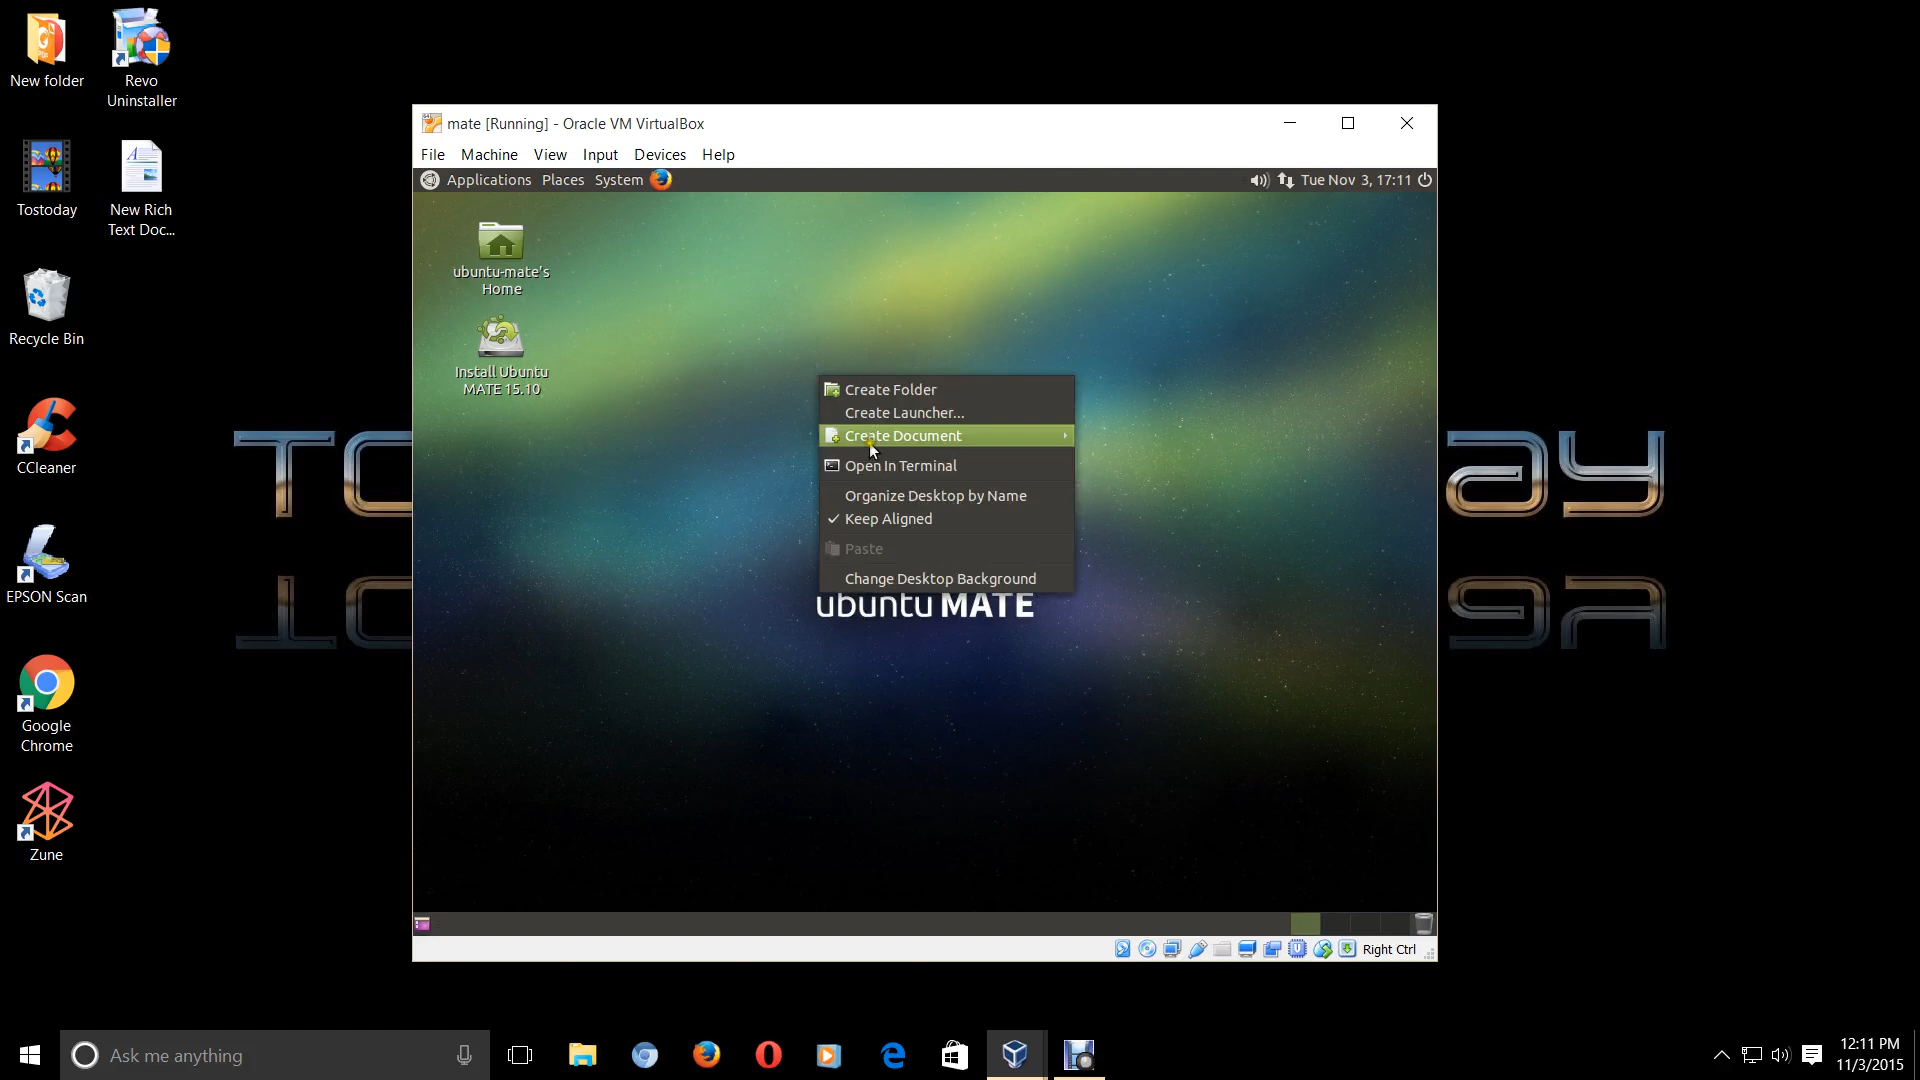 New folder
Revo
Uninstaller
Tostoday
New Rich
Text Doc...
Recycle Bin
CCleaner
EPSON Scan
Google
Chrome
Zune
mate [Running] - Oracle VM VirtualBox
File Machine View Input Devices Help
Applications Places System
Tue Nov 3, 17:11
ubuntu-mate's
Home
Install Ubuntu
MATE 15.10
Create Folder
Create Launcher...
Create Document
Open In Terminal
Organize Desktop by Name
Keep Aligned
Paste
Change Desktop Background
ubuntu MATE
Right Ctrl
Ask me anything
12:11 PM
11/3/2015